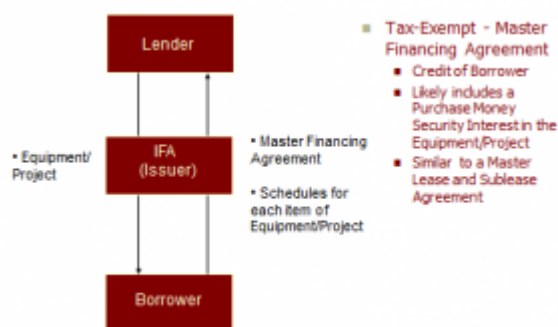 Lender
IFA
(Issuer)
Borrower
▪ Equipment/
Project
▪ Master Financing
Agreement
▪ Schedules for
each item of
Equipment/Project
▪ Tax-Exempt - Master
Financing Agreement
▪ Credit of Borrower
▪ Likely includes a
Purchase Money
Security Interest in the
Equipment/Project
▪ Similar to a Master
Lease and Sublease
Agreement